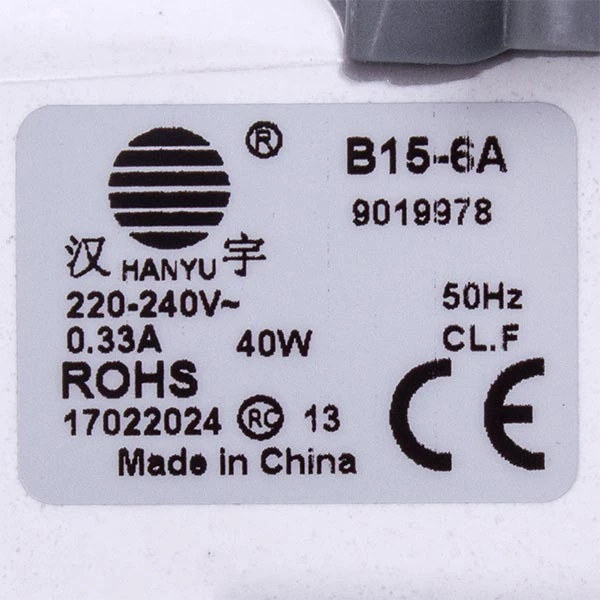 ® B15-6A
9019978
汉 HANYU 宇
220-240V~ 50Hz
0.33A 40W CL.F
ROHS
17022024 RC 13 CE
Made in China